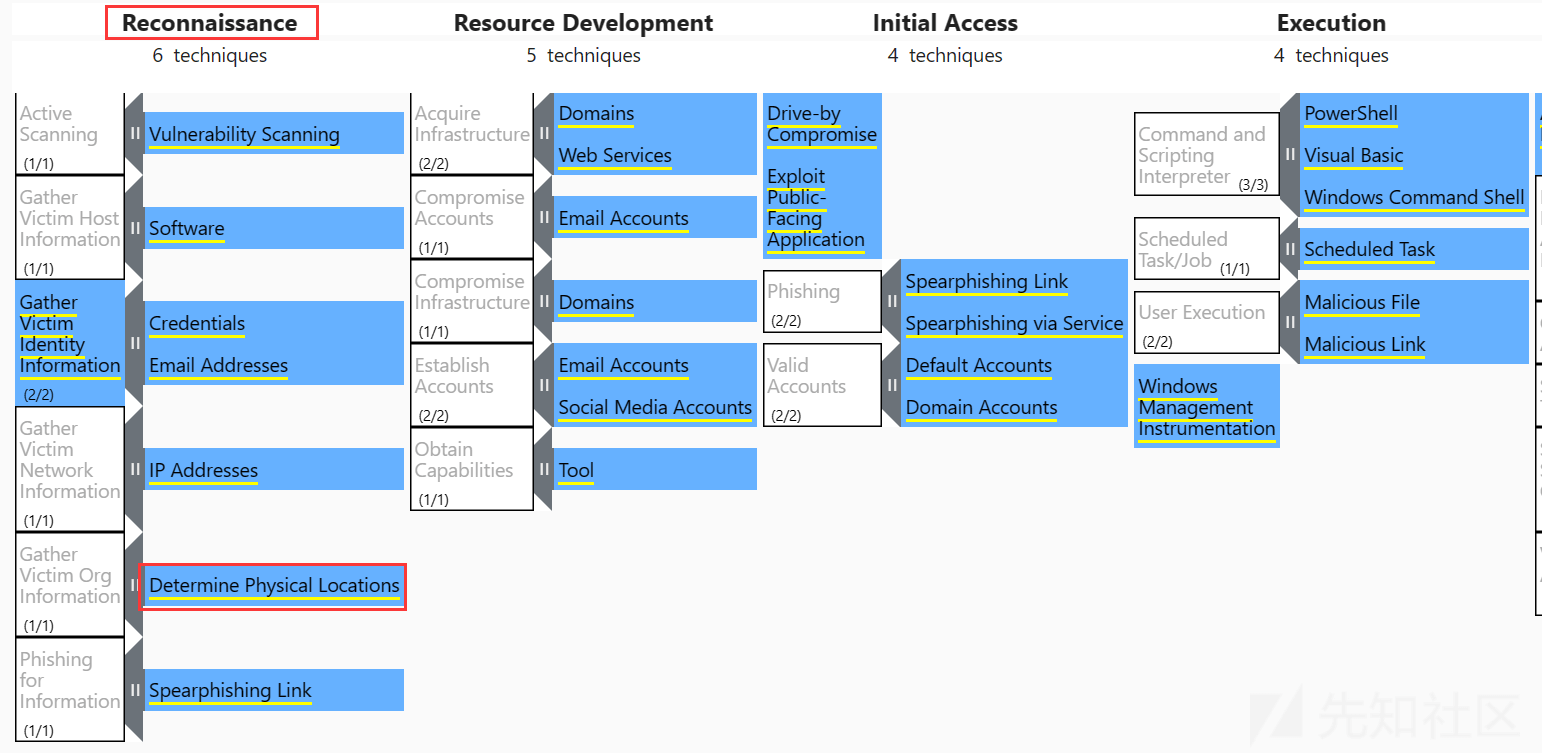 Reconnaissance
6 techniques
Active
Scanning
(1/1)
Vulnerability Scanning
Gather
Victim Host
Information
(1/1)
Software
Gather
Victim
Identity
Information
(2/2)
Credentials
Email Addresses
Gather
Victim
Network
Information
(1/1)
IP Addresses
Gather
Victim Org
Information
(1/1)
Determine Physical Locations
Phishing
for
Information
(1/1)
Spearphishing Link
Resource Development
5 techniques
Acquire
Infrastructure
(2/2)
Domains
Web Services
Compromise
Accounts
(1/1)
Email Accounts
Compromise
Infrastructure
(1/1)
Domains
Establish
Accounts
(2/2)
Email Accounts
Social Media Accounts
Obtain
Capabilities
(1/1)
Tool
Initial Access
4 techniques
Drive-by
Compromise
Exploit
Public-
Facing
Application
Phishing
(2/2)
Spearphishing Link
Spearphishing via Service
Valid
Accounts
(2/2)
Default Accounts
Domain Accounts
Execution
4 techniques
Command and
Scripting
Interpreter (3/3)
PowerShell
Visual Basic
Windows Command Shell
Scheduled
Task/Job (1/1)
Scheduled Task
User Execution
(2/2)
Malicious File
Malicious Link
Windows
Management
Instrumentation
先知社区